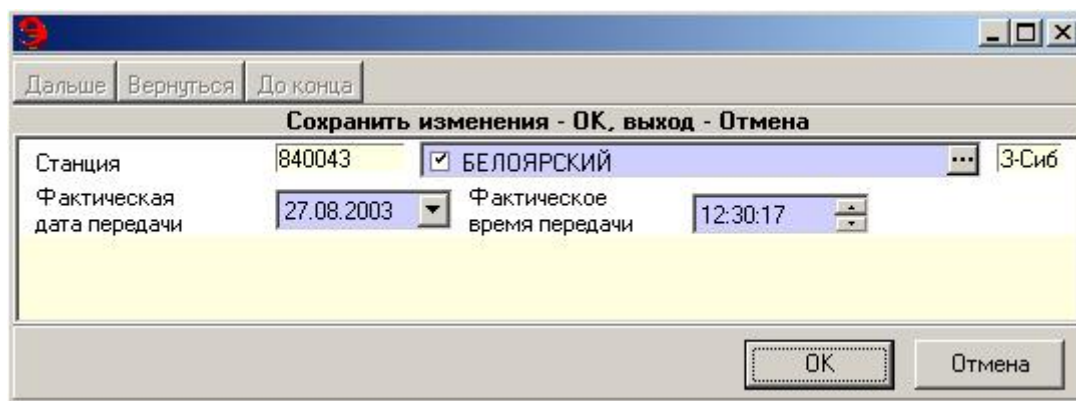 Дальше Вернуться До конца
Сохранить изменения - ОК, выход - Отмена
Станция 840043 БЕЛОЯРСКИЙ ... З-Сиб
Фактическая дата передачи 27.08.2003 Фактическое время передачи 12:30:17
ОК Отмена